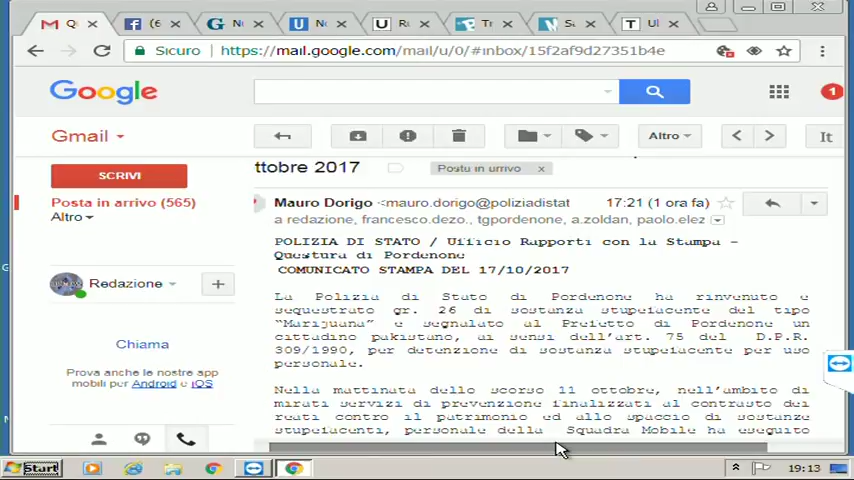 Sicuro https://mail.google.com/mail/u/0/#inbox/15f2af9d27351b4e
Google
1
Gmail
Altro
It
SCRIVI
ttobre 2017
Posta in arrivo x
Posta in arrivo (565)
Altro
Mauro Dorigo <mauro.dorigo@poliziadistat 17:21 (1 ora fa)
a redazione, francesco.dezo., tgpordenone, a.zoldan, paolo.elez
POLIZIA DI STATO / Ufficio Rapporti con la Stampa –
Questura di Pordenone
COMUNICATO STAMPA DEL 17/10/2017
Redazione
La Polizia di Stato di Pordenone ha rinvenuto e
sequestrato gr. 26 di sostanza stupefacente del tipo
“Marijuana” e segnalato al Prefetto di Pordenone un
cittadino pakistano, ai sensi dell’art. 75 del D.P.R.
309/1990, per detenzione di sostanza stupefacente per uso
personale.
Chiama
Prova anche le nostre app
mobili per Android e iOS
Nella mattinata dello scorso 11 ottobre, nell’ambito di
mirati servizi di prevenzione finalizzati al contrasto dei
reati contro il patrimonio ed allo spaccio di sostanze
stupefacenti, personale della Squadra Mobile ha eseguito
Start
19:13